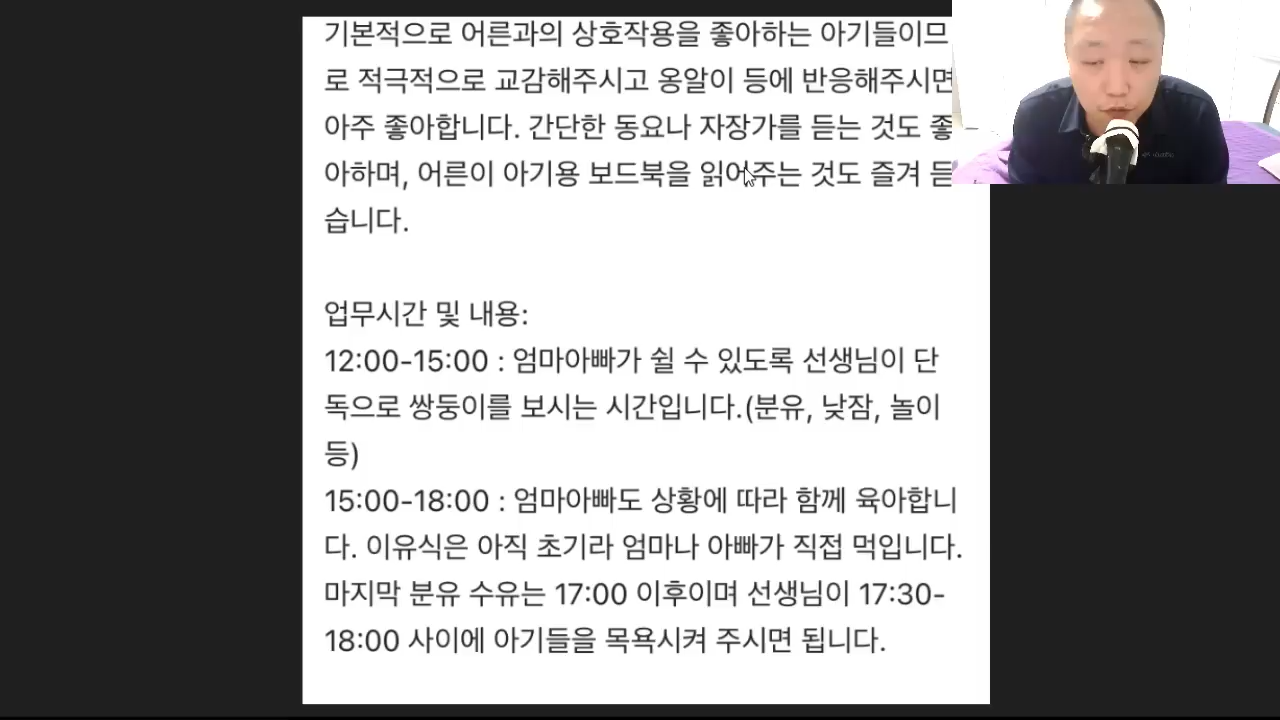 기본적으로 어른과의 상호작용을 좋아하는 아기들이므
로 적극적으로 교감해주시고 옹알이 등에 반응해주시면
아주 좋아합니다. 간단한 동요나 자장가를 듣는 것도 좋
아하며, 어른이 아기용 보드북을 읽어주는 것도 즐겨 듣
습니다.
업무시간 및 내용:
12:00-15:00 : 엄마아빠가 쉴 수 있도록 선생님이 단
독으로 쌍둥이를 보시는 시간입니다.(분유, 낮잠, 놀이
등)
15:00-18:00 : 엄마아빠도 상황에 따라 함께 육아합니
다. 이유식은 아직 초기라 엄마나 아빠가 직접 먹입니다.
마지막 분유 수유는 17:00 이후이며 선생님이 17:30-
18:00 사이에 아기들을 목욕시켜 주시면 됩니다.